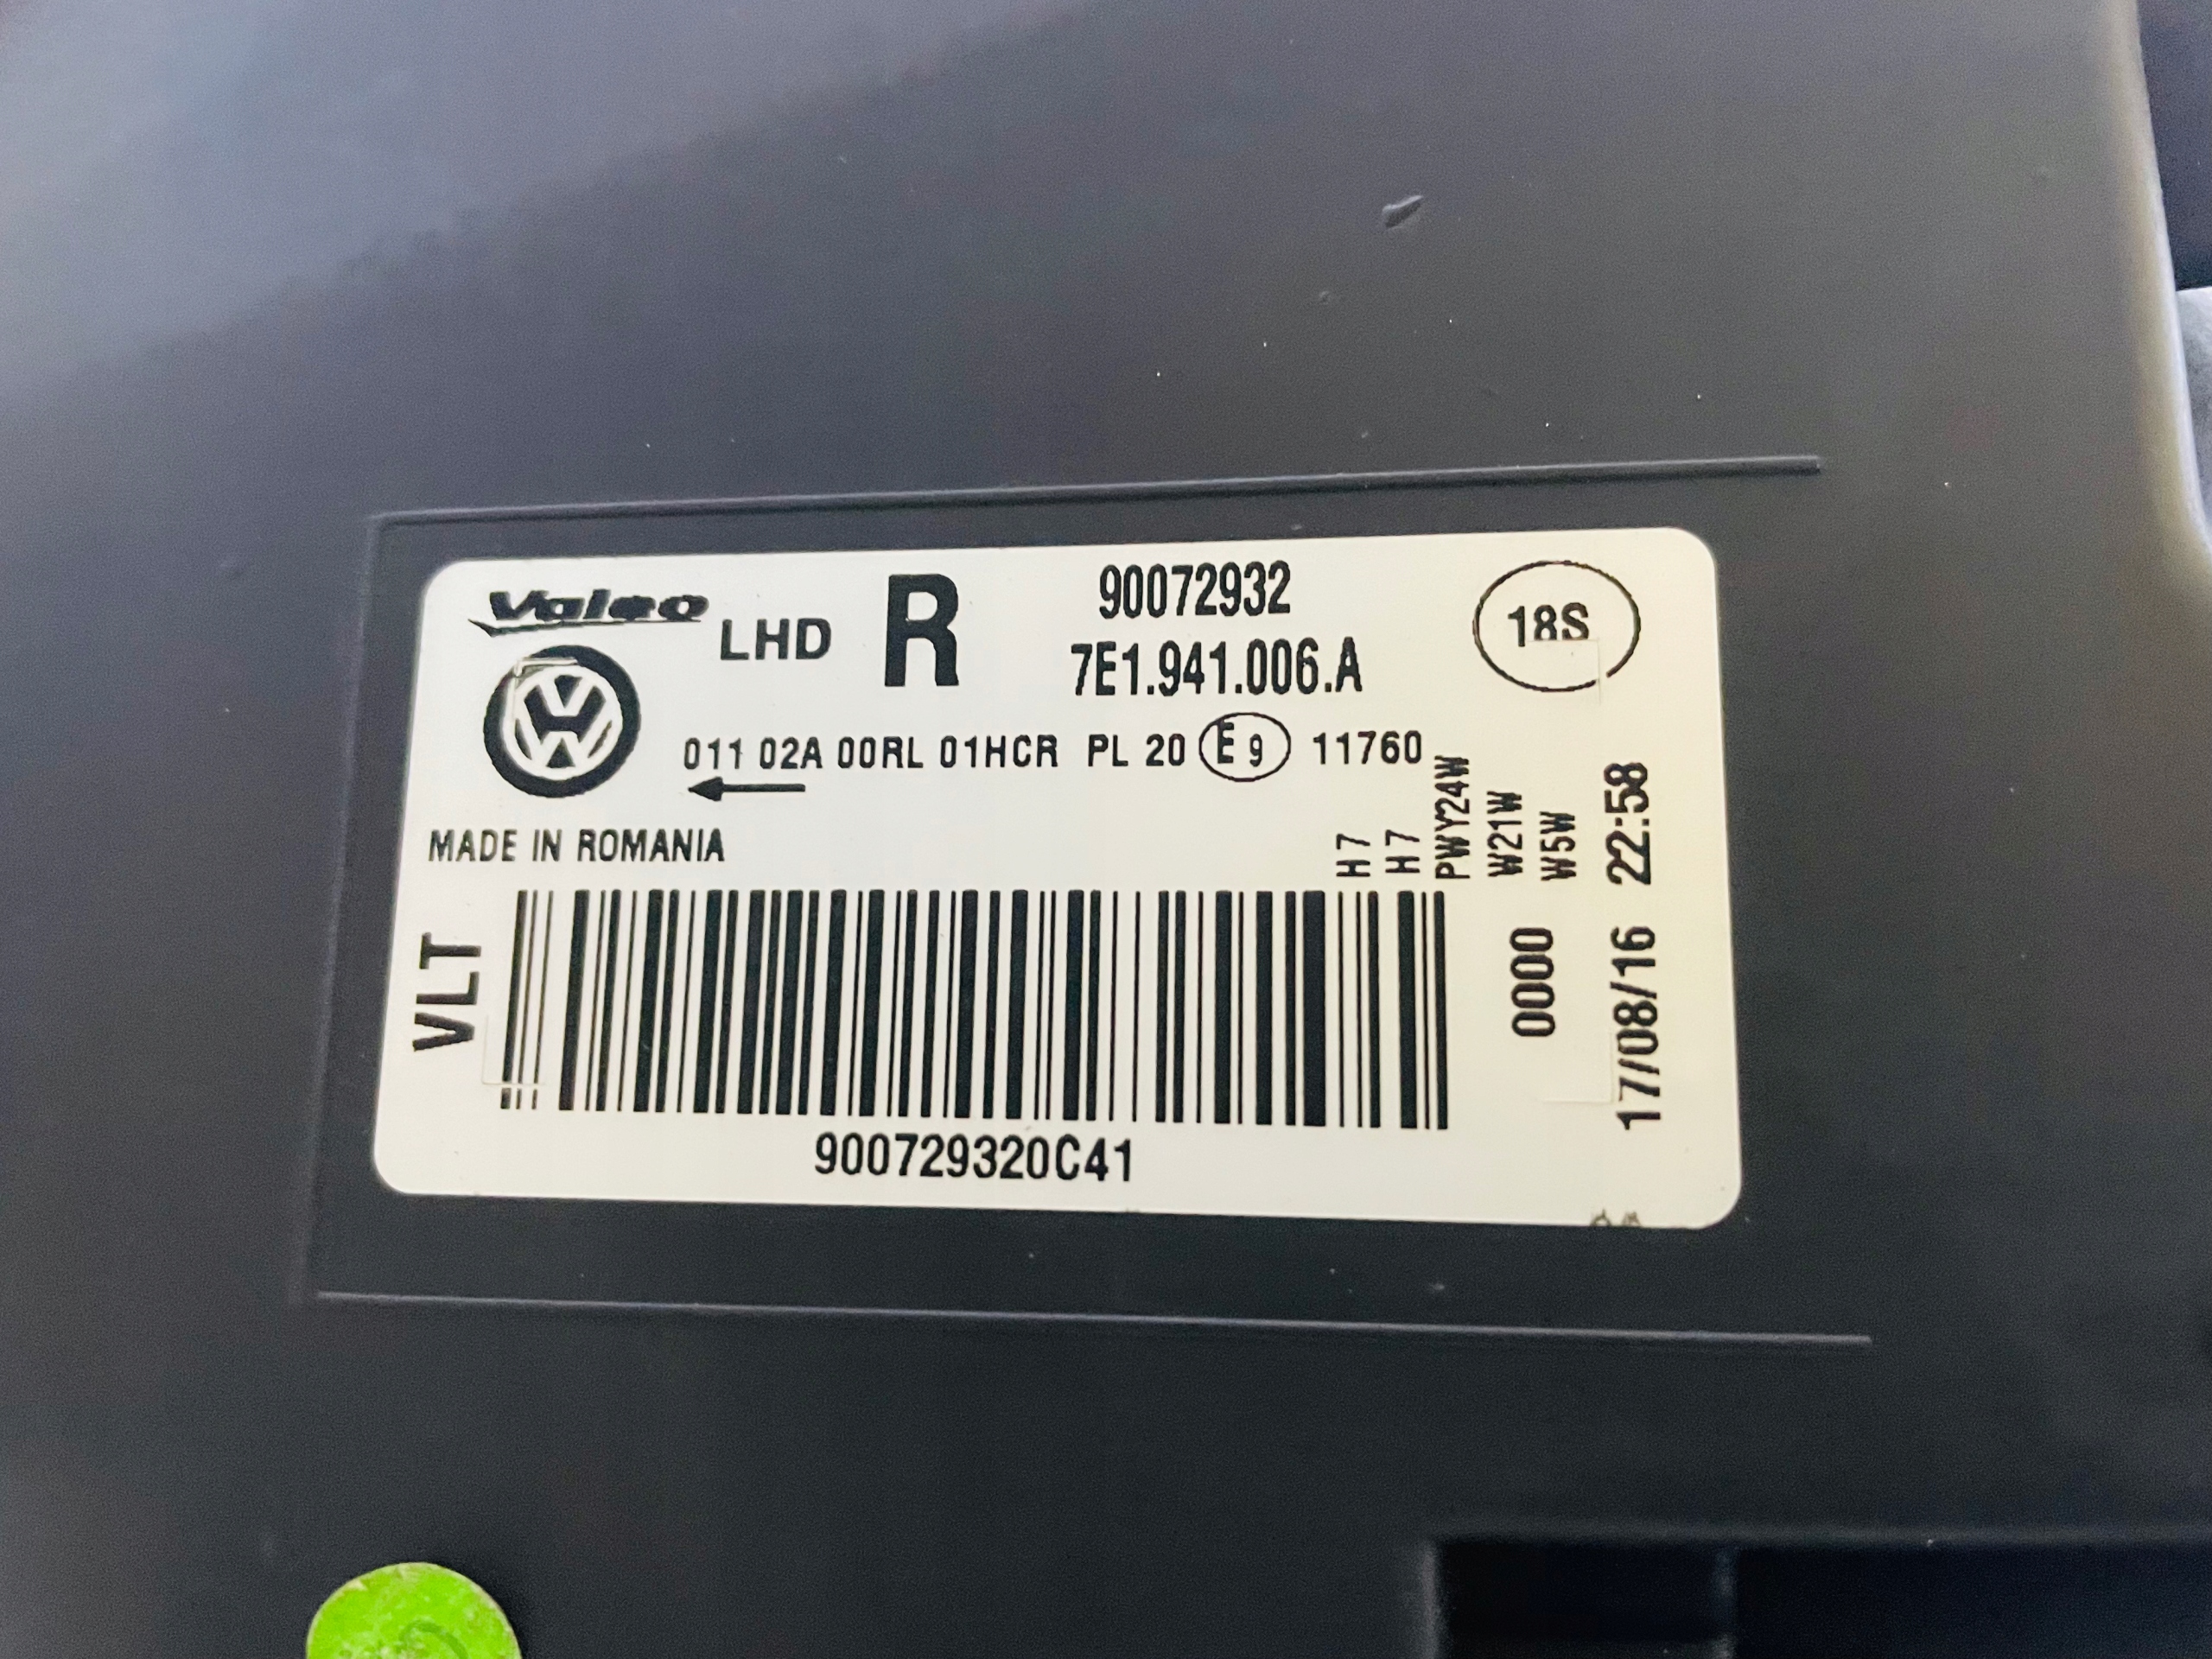 Valeo
LHD
R
90072932
7E1.941.006.A
18S
011 02A 00RL 01HCR PL 20 E 9 11760
MADE IN ROMANIA
H7
H7
PWY24W
W21W
W5W
22:58
VLT
0000
17/08/16
900729320C41